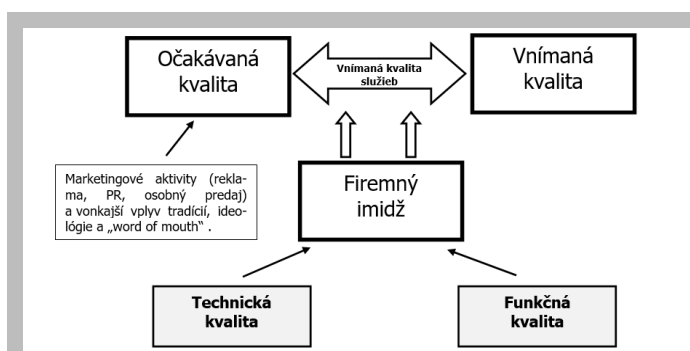 Očakávaná
kvalita
Vnímaná kvalita
služieb
Vnímaná
kvalita
Marketingové aktivity (rekla-
ma, PR, osobný predaj)
a vonkajší vplyv tradícií, ideo-
lógie a „word of mouth“ .
Firemný
imidž
Technická
kvalita
Funkčná
kvalita